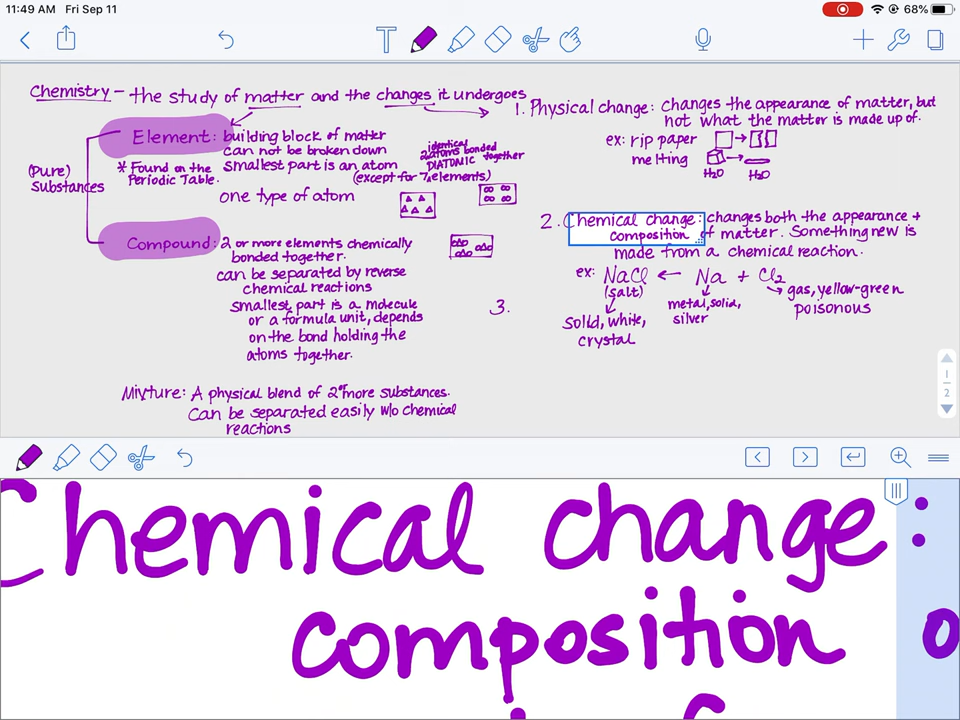 11:49 AM Fri Sep 11
68%
T
Chemistry – the study of matter and the changes it undergoes
Element: building block of matter
can not be broken down
smallest part is an atom
(except for 7 elements)
identical
2 atoms bonded
DIATONIC together
(Pure)
Substances
* Found on the
Periodic Table.
one type of atom
Compound: 2 or more elements chemically
bonded together.
can be separated by reverse
chemical reactions
smallest part is a molecule
or a formula unit, depends
on the bond holding the
atoms together.
Mixture: A physical blend of 2 or more substances.
Can be separated easily w/o chemical
reactions
1. Physical change: changes the appearance of matter, but
not what the matter is made up of.
ex: rip paper
melting
H2O H2O
2. Chemical change: changes both the appearance +
composition of matter. Something new is
made from a chemical reaction.
ex: NaCl ← Na + Cl2
(salt)
solid, white,
crystal
metal, solid,
silver
gas, yellow-green
poisonous
3.
1
2
Chemical change:
composition o